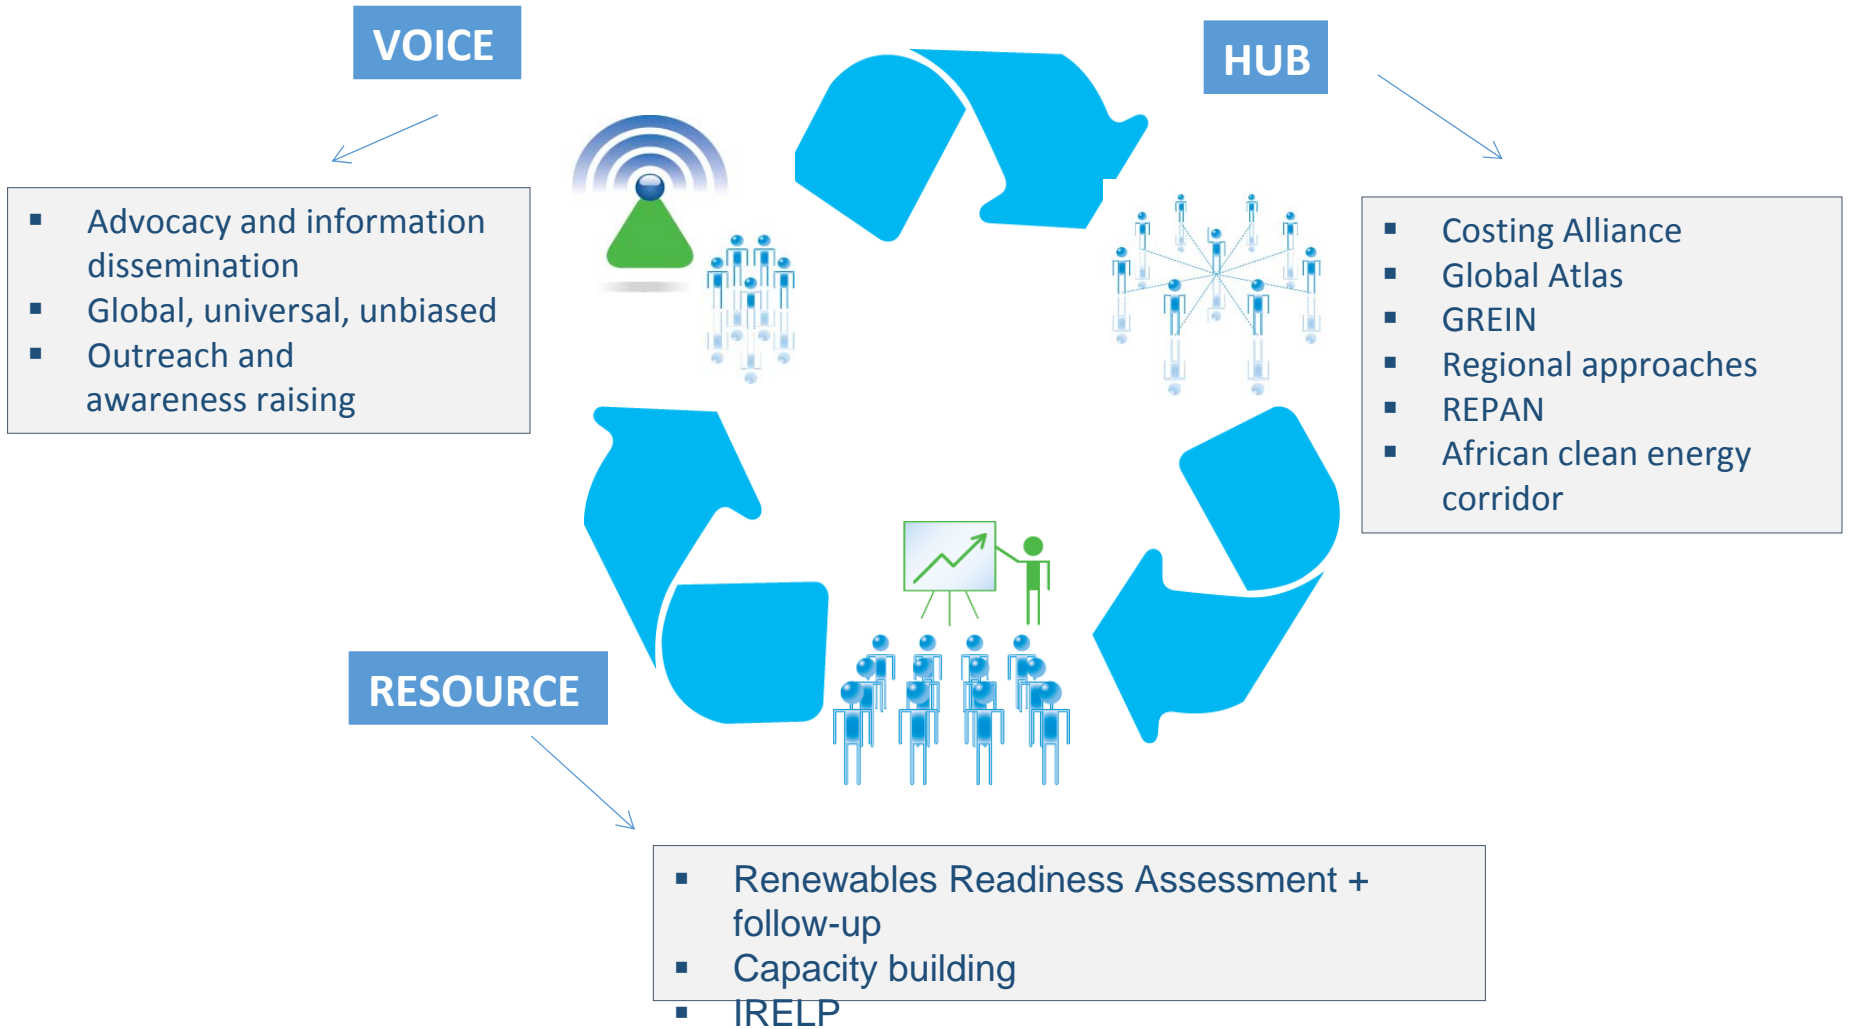 VOICE
HUB
▪ Advocacy and information
dissemination
▪ Global, universal, unbiased
▪ Outreach and
awareness raising
▪ Costing Alliance
▪ Global Atlas
▪ GREIN
▪ Regional approaches
▪ REPAN
▪ African clean energy
corridor
RESOURCE
▪ Renewables Readiness Assessment +
follow-up
▪ Capacity building
▪ IRELP